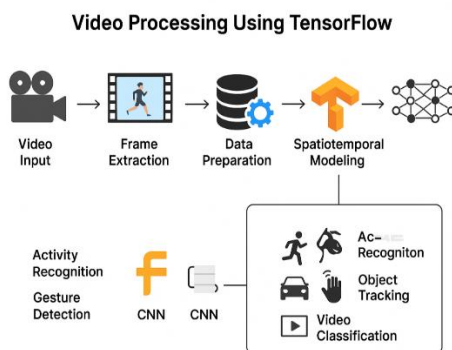 Video Processing Using TensorFlow
Video
Input
Frame
Extraction
Data
Preparation
Spatiotemporal
Modeling
Activity
Recognition
Gesture
Detection
CNN
CNN
Recogniton
Object
Tracking
Video
Classification